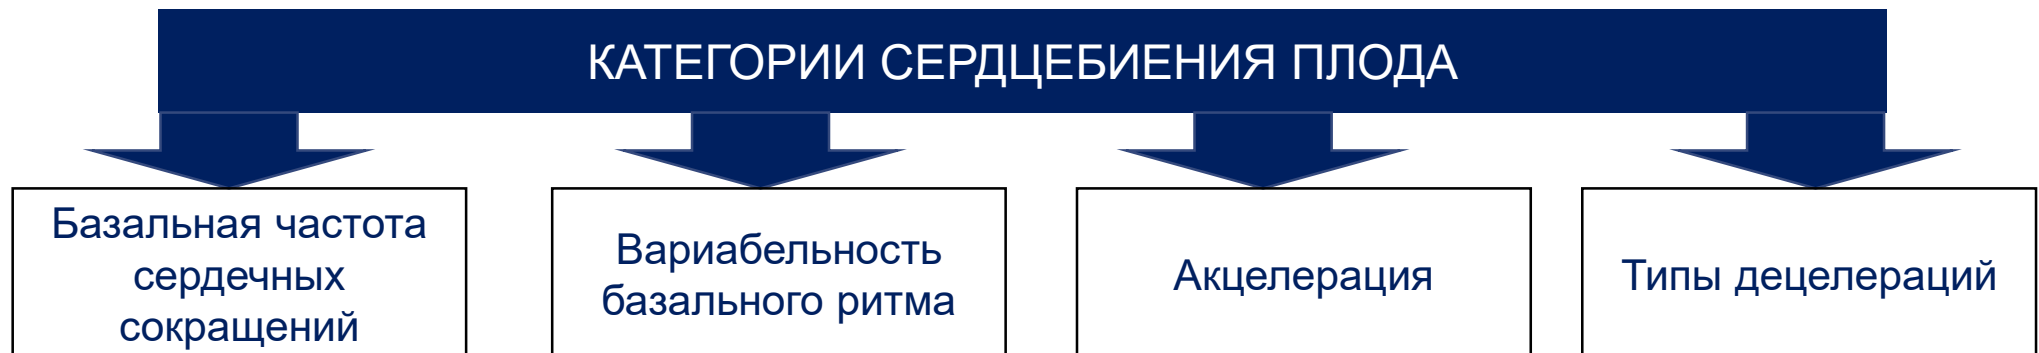 КАТЕГОРИИ СЕРДЦЕБИЕНИЯ ПЛОДА
Базальная частота
сердечных
сокращений
Вариабельность
базального ритма
Акцелерация
Типы децелераций